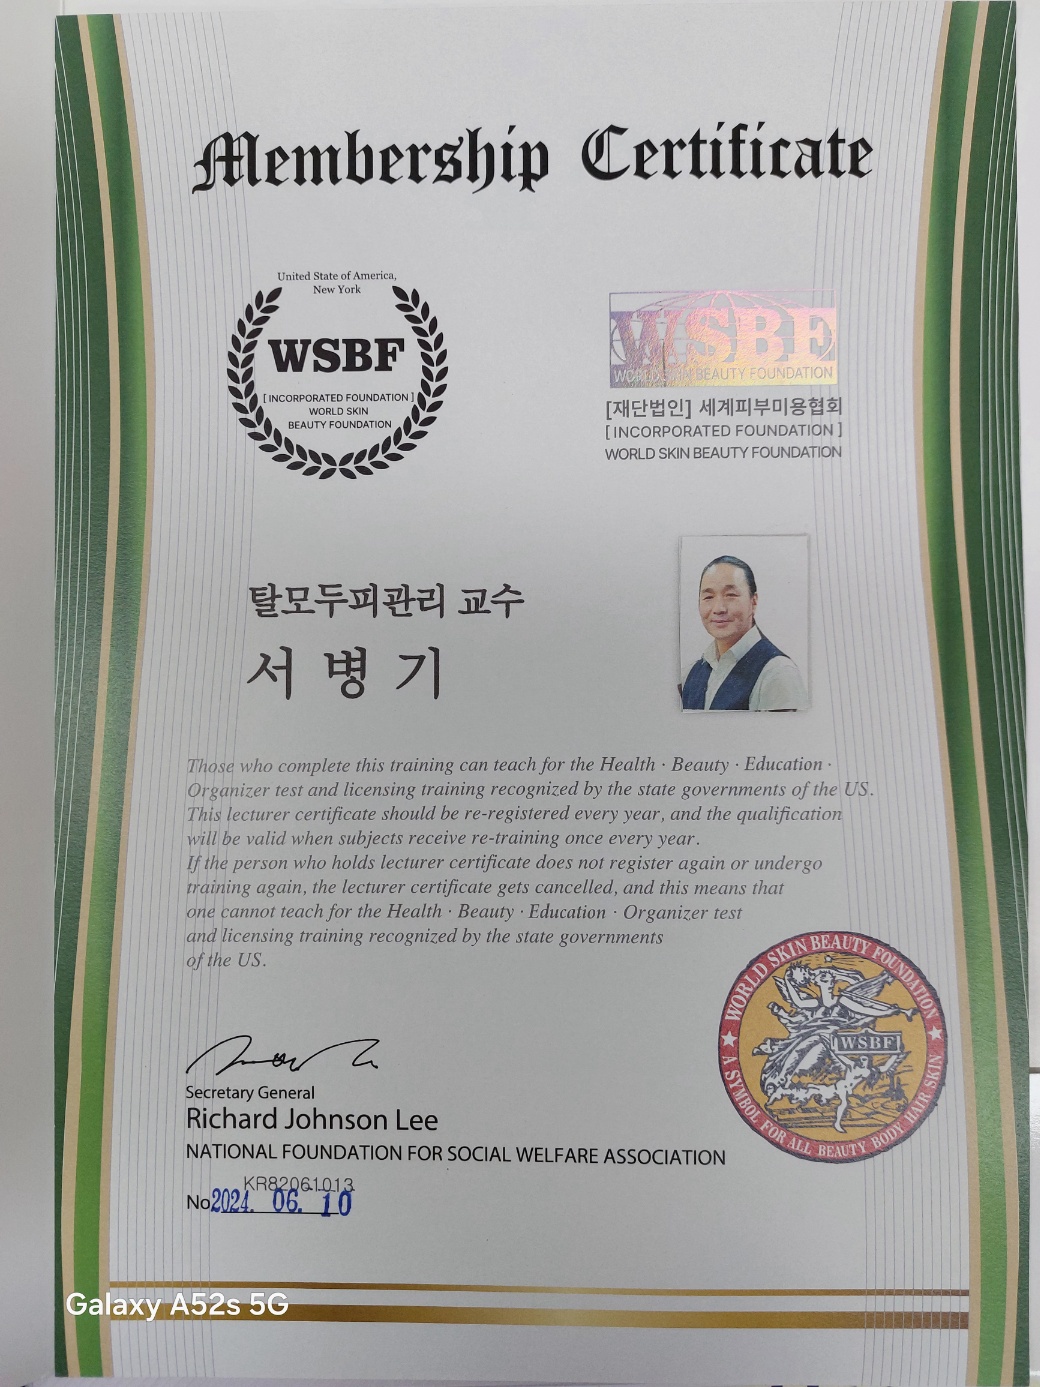 Membership Certificate
United State of America,
New York
WSBF
[ INCORPORATED FOUNDATION ]
WORLD SKIN
BEAUTY FOUNDATION
WSBF
WORLD SKIN BEAUTY FOUNDATION
[재단법인] 세계피부미용협회
[ INCORPORATED FOUNDATION ]
WORLD SKIN BEAUTY FOUNDATION
탈모두피관리 교수
서 병 기
Those who complete this training can teach for the Health · Beauty · Education ·
Organizer test and licensing training recognized by the state governments of the US.
This lecturer certificate should be re-registered every year, and the qualification
will be valid when subjects receive re-training once every year.
If the person who holds lecturer certificate does not register again or undergo
training again, the lecturer certificate gets cancelled, and this means that
one cannot teach for the Health · Beauty · Education · Organizer test
and licensing training recognized by the state governments
of the US.
WORLD SKIN BEAUTY FOUNDATION
WSBF
A SYMBOL FOR ALL BEAUTY BODY HAIR SKIN
Secretary General
Richard Johnson Lee
NATIONAL FOUNDATION FOR SOCIAL WELFARE ASSOCIATION
KR82061013
No 2024. 06. 10
Galaxy A52s 5G